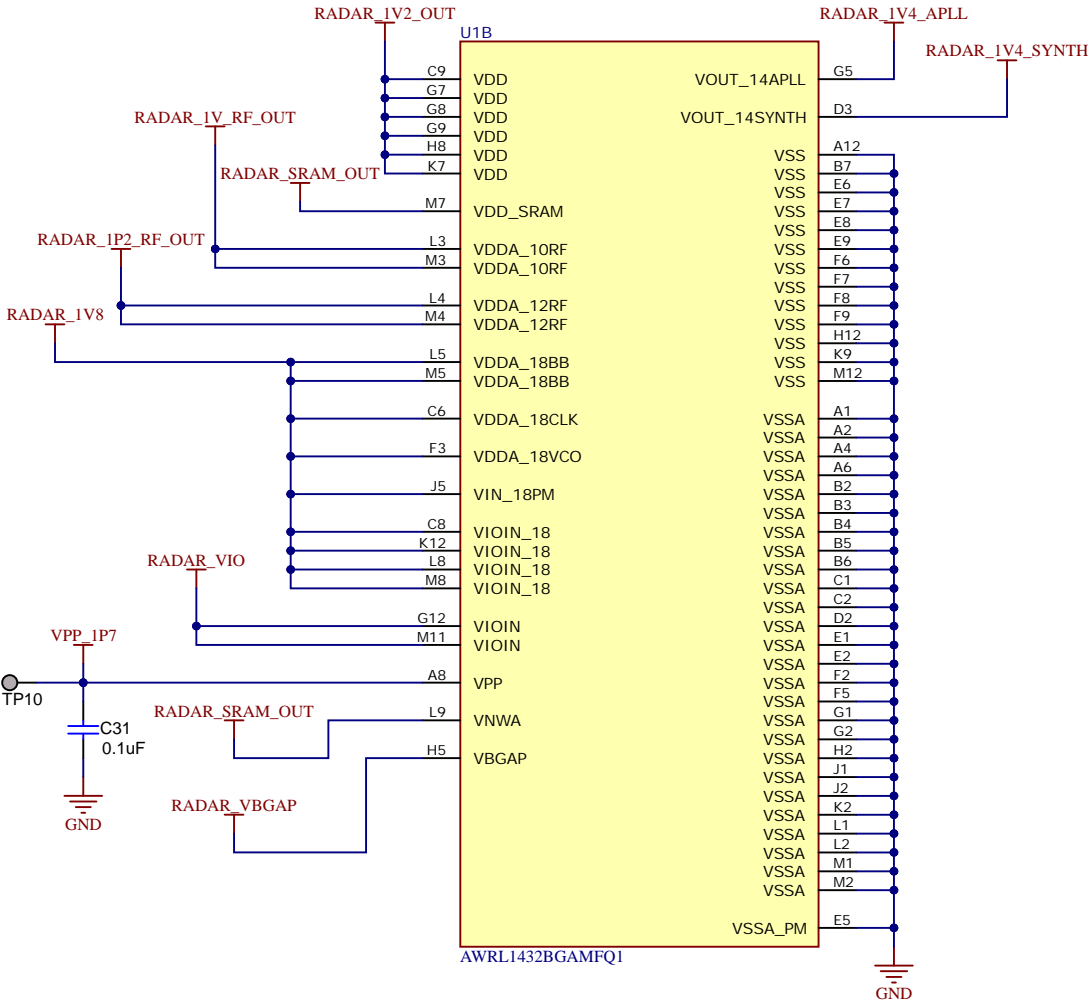 RADAR_1V2_OUT
RADAR_1V4_APLL
U1B
RADAR_1V4_SYNTH
C9 VDD
VOUT_14APLL G5
G7 VDD
G8 VDD
VOUT_14SYNTH D3
RADAR_1V_RF_OUT
G9 VDD
H8 VDD
VSS A12
K7 VDD
VSS B7
RADAR_SRAM_OUT
VSS E6
M7 VDD_SRAM
VSS E7
VSS E8
RADAR_1P2_RF_OUT
L3 VDDA_10RF
VSS E9
M3 VDDA_10RF
VSS F6
VSS F7
L4 VDDA_12RF
VSS F8
RADAR_1V8
M4 VDDA_12RF
VSS F9
VSS H12
L5 VDDA_18BB
VSS K9
M5 VDDA_18BB
VSS M12
C6 VDDA_18CLK
VSSA A1
VSSA A2
F3 VDDA_18VCO
VSSA A4
VSSA A6
J5 VIN_18PM
VSSA B2
VSSA B3
C8 VIOIN_18
VSSA B4
K12 VIOIN_18
VSSA B5
RADAR_VIO
L8 VIOIN_18
VSSA B6
M8 VIOIN_18
VSSA C1
VSSA C2
G12 VIOIN
VSSA D2
VPP_1P7
M11 VIOIN
VSSA E1
VSSA E2
TP10
A8 VPP
VSSA F2
VSSA F5
RADAR_SRAM_OUT
L9 VNWA
VSSA G1
C31
0.1uF
VSSA G2
H5 VBGAP
VSSA H2
VSSA J1
RADAR_VBGAP
VSSA J2
VSSA K2
GND
VSSA L1
VSSA L2
VSSA M1
VSSA M2
VSSA_PM E5
AWRL1432BGAMFQ1
GND